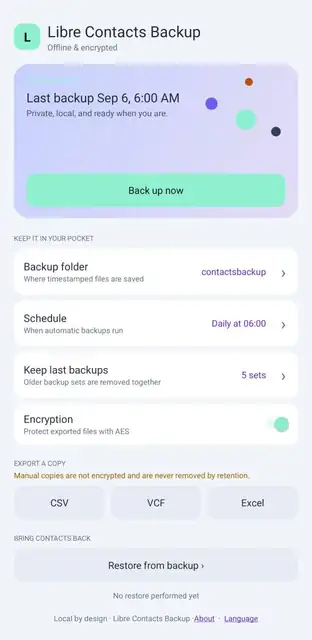 L
Libre Contacts Backup
Offline & encrypted
Last backup Sep 6, 6:00 AM
Private, local, and ready when you are.
Back up now
KEEP IT IN YOUR POCKET
Backup folder
Where timestamped files are saved
contactsbackup ›
Schedule
When automatic backups run
Daily at 06:00 ›
Keep last backups
Older backup sets are removed together
5 sets ›
Encryption
Protect exported files with AES
EXPORT A COPY
Manual copies are not encrypted and are never removed by retention.
CSV VCF Excel
BRING CONTACTS BACK
Restore from backup ›
No restore performed yet
Local by design · Libre Contacts Backup · About · Language